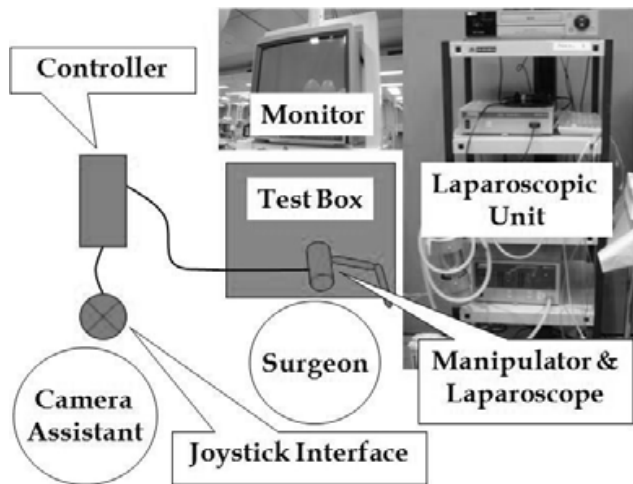 Controller
Monitor
Test Box
Laparoscopic
Unit
Surgeon
Manipulator &
Laparoscope
Camera
Assistant
Joystick Interface